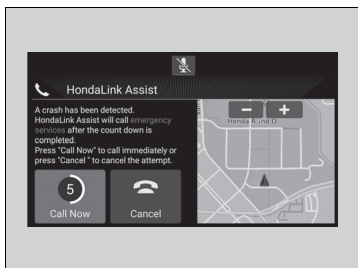 HondaLink Assist
A crash has been detected.
HondaLink Assist will call emergency
services after the count down is
completed.
Press "Call Now" to call immediately or
press "Cancel " to cancel the attempt.
5
Call Now
Cancel
− +
Honda R and D